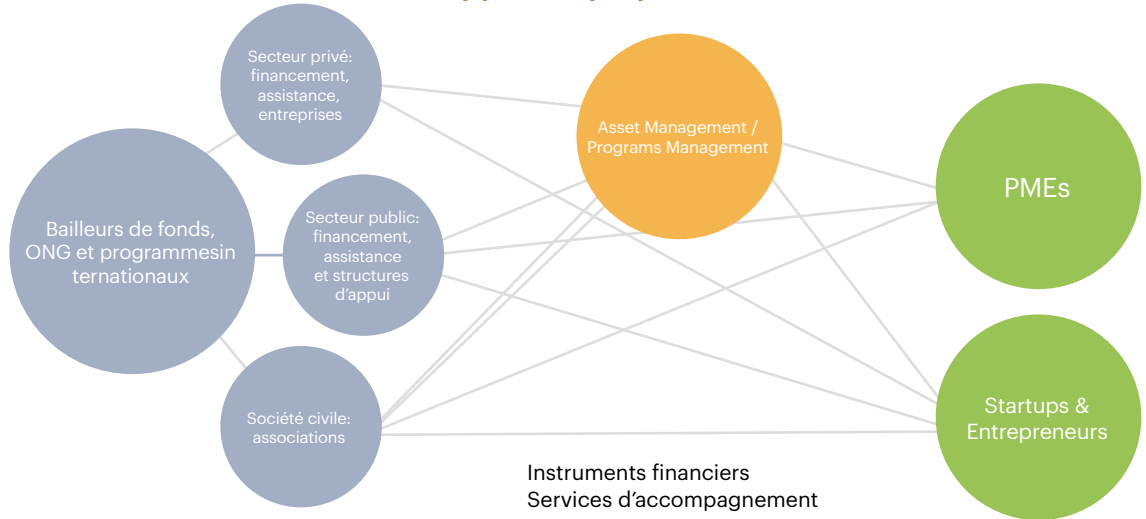 Secteur privé:
financement,
assistance,
entreprises
Bailleurs de fonds,
ONG et programmesin
ternationaux
Secteur public:
financement,
assistance
et structures
d'appui
Société civile:
associations
Asset Management /
Programs Management
PMEs
Startups &
Entrepreneurs
Instruments financiers
Services d'accompagnement